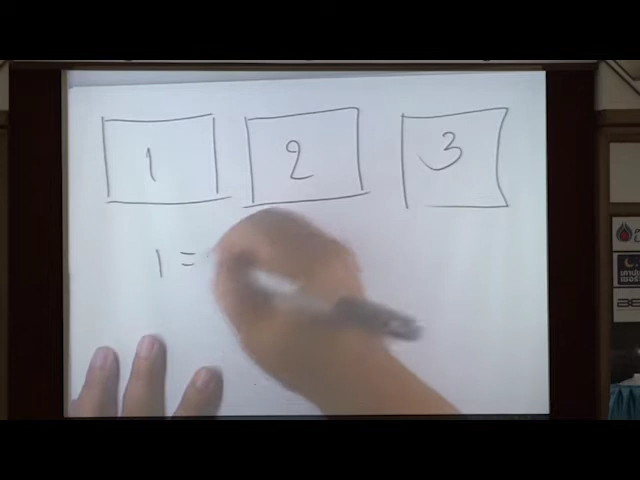 1 2 3
1 =